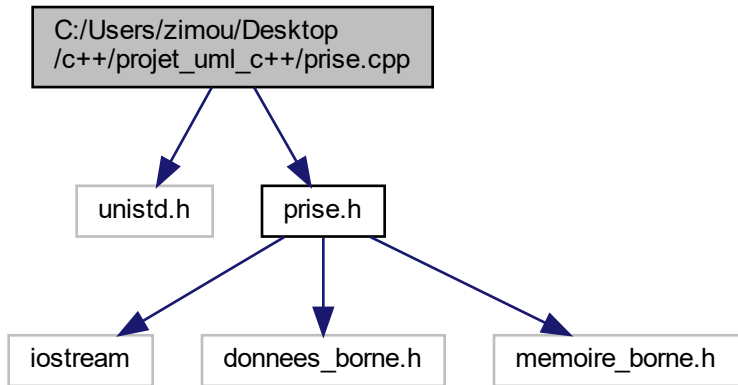 C:/Users/zimou/Desktop
/c++/projet_uml_c++/prise.cpp
unistd.h
prise.h
iostream
donnees_borne.h
memoire_borne.h